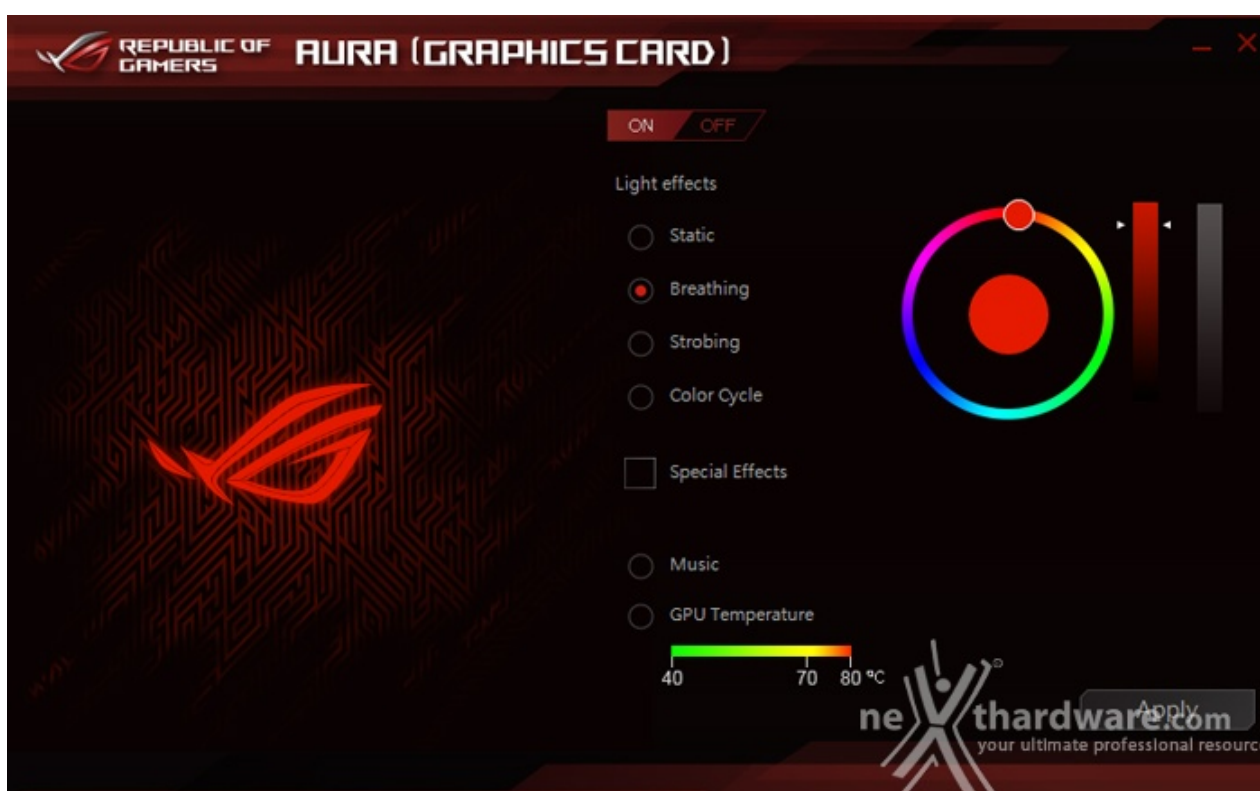 REPUBLIC OF
GAMERS
AURA (GRAPHICS CARD)
ON OFF
Light effects
Static
Breathing
Strobing
Color Cycle
Special Effects
Music
GPU Temperature
40 70 80 °C
Apply
nexthardware.com
your ultimate professional resourc